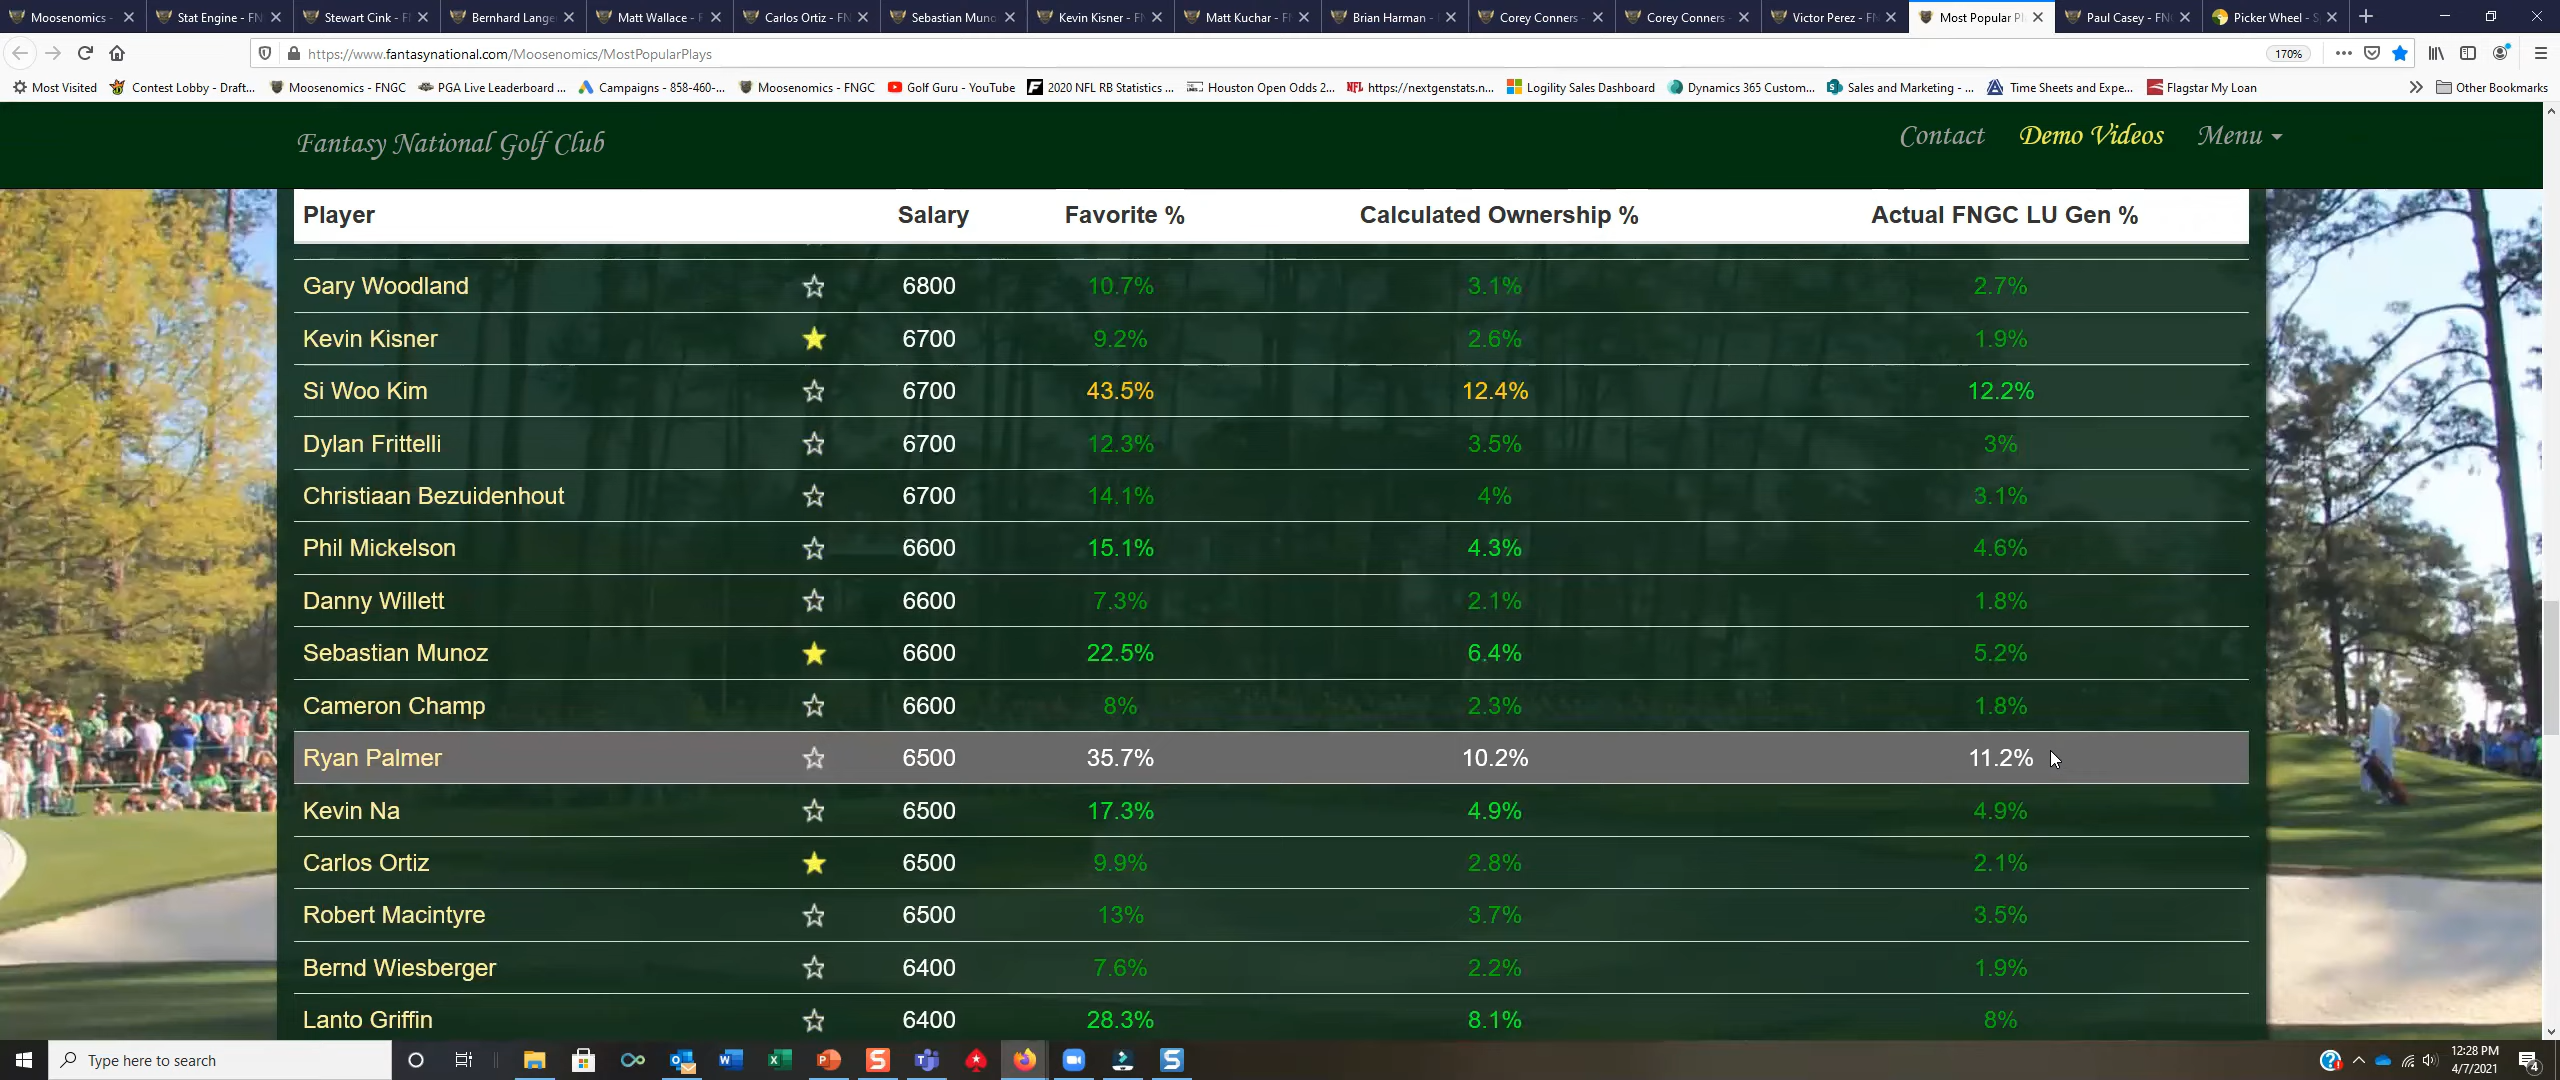 Moosenomics -
Stat Engine - FN
Stewart Cink - F
Bernhard Lange
Matt Wallace - F
Carlos Ortiz - FN
Sebastian Muno
Kevin Kisner - F
Matt Kuchar - F
Brian Harman -
Corey Conners
Corey Conners
Victor Perez - FN
Most Popular Pl
Paul Casey - FN
Picker Wheel - S
https://www.fantasynational.com/Moosenomics/MostPopularPlays
170%
Most Visited
Contest Lobby - Draft...
Moosenomics - FNGC
PGA Live Leaderboard ...
Campaigns - 858-460-...
Moosenomics - FNGC
Golf Guru - YouTube
2020 NFL RB Statistics ...
Houston Open Odds 2...
https://nextgenstats.n...
Logility Sales Dashboard
Dynamics 365 Custom...
Sales and Marketing - ...
Time Sheets and Expe...
Flagstar My Loan
Other Bookmarks
Fantasy National Golf Club
Contact Demo Videos Menu
Player Salary Favorite % Calculated Ownership % Actual FNGC LU Gen %
Gary Woodland 6800 10.7% 3.1% 2.7%
Kevin Kisner 6700 9.2% 2.6% 1.9%
Si Woo Kim 6700 43.5% 12.4% 12.2%
Dylan Frittelli 6700 12.3% 3.5% 3%
Christiaan Bezuidenhout 6700 14.1% 4% 3.1%
Phil Mickelson 6600 15.1% 4.3% 4.6%
Danny Willett 6600 7.3% 2.1% 1.8%
Sebastian Munoz 6600 22.5% 6.4% 5.2%
Cameron Champ 6600 8% 2.3% 1.8%
Ryan Palmer 6500 35.7% 10.2% 11.2%
Kevin Na 6500 17.3% 4.9% 4.9%
Carlos Ortiz 6500 9.9% 2.8% 2.1%
Robert Macintyre 6500 13% 3.7% 3.5%
Bernd Wiesberger 6400 7.6% 2.2% 1.9%
Lanto Griffin 6400 28.3% 8.1% 8%
Type here to search
12:28 PM
4/7/2021
4